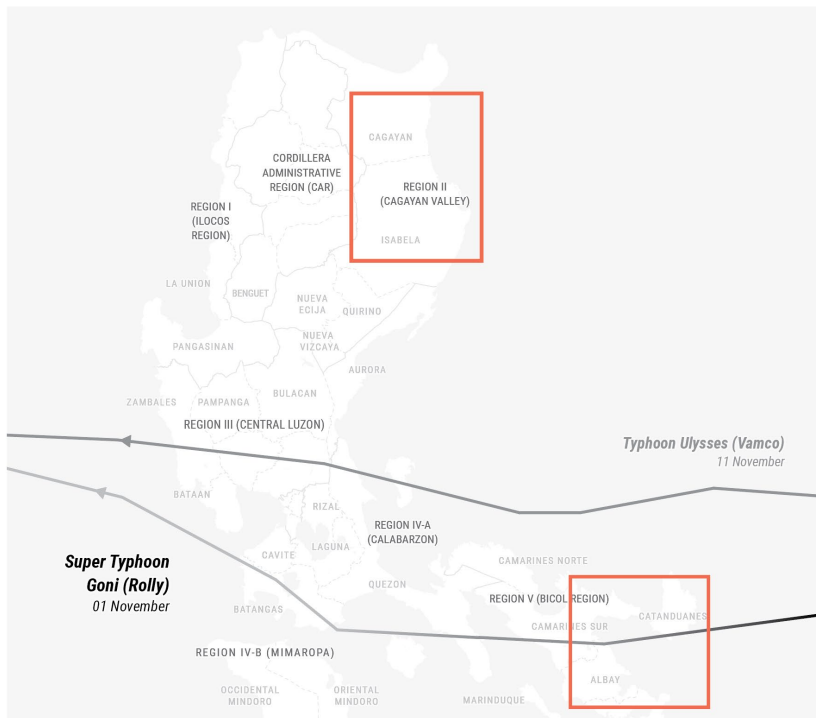 CAGAYAN
CORDILLERA
ADMINISTRATIVE
REGION (CAR)
REGION II
(CAGAYAN VALLEY)
REGION I
(ILOCOS
REGION)
ISABELA
LA UNION
BENGUET
NUEVA
ECIJA
QUIRINO
NUEVA
VIZCAYA
PANGASINAN
AURORA
BULACAN
ZAMBALES
PAMPANGA
REGION III (CENTRAL LUZON)
Typhoon Ulysses (Vamco)
11 November
BATAAN
RIZAL
REGION IV-A
(CALABARZON)
LAGUNA
CAVITE
CAMARINES NORTE
Super Typhoon
Goni (Rolly)
01 November
QUEZON
REGION V (BICOL REGION)
BATANGAS
CATANDUANES
CAMARINES SUR
REGION IV-B (MIMAROPA)
ALBAY
OCCIDENTAL
MINDORO
ORIENTAL
MINDORO
MARINDUQUE